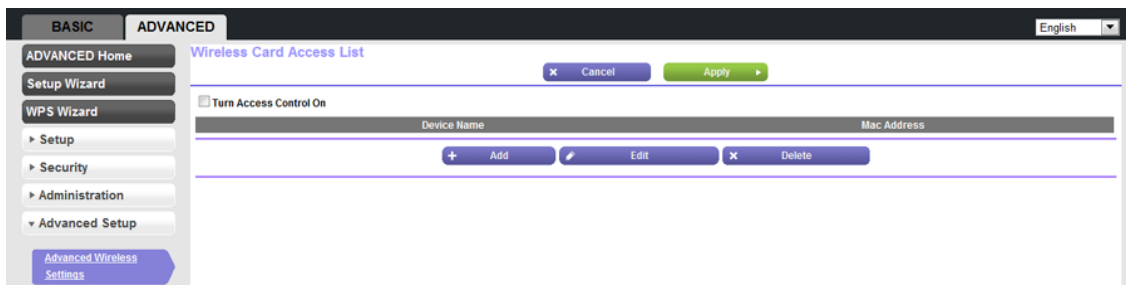 BASIC
ADVANCED
English
ADVANCED Home
Setup Wizard
WPS Wizard
Setup
Security
Administration
Advanced Setup
Advanced Wireless
Settings
Wireless Card Access List
Cancel
Apply
Turn Access Control On
Device Name
Mac Address
Add
Edit
Delete